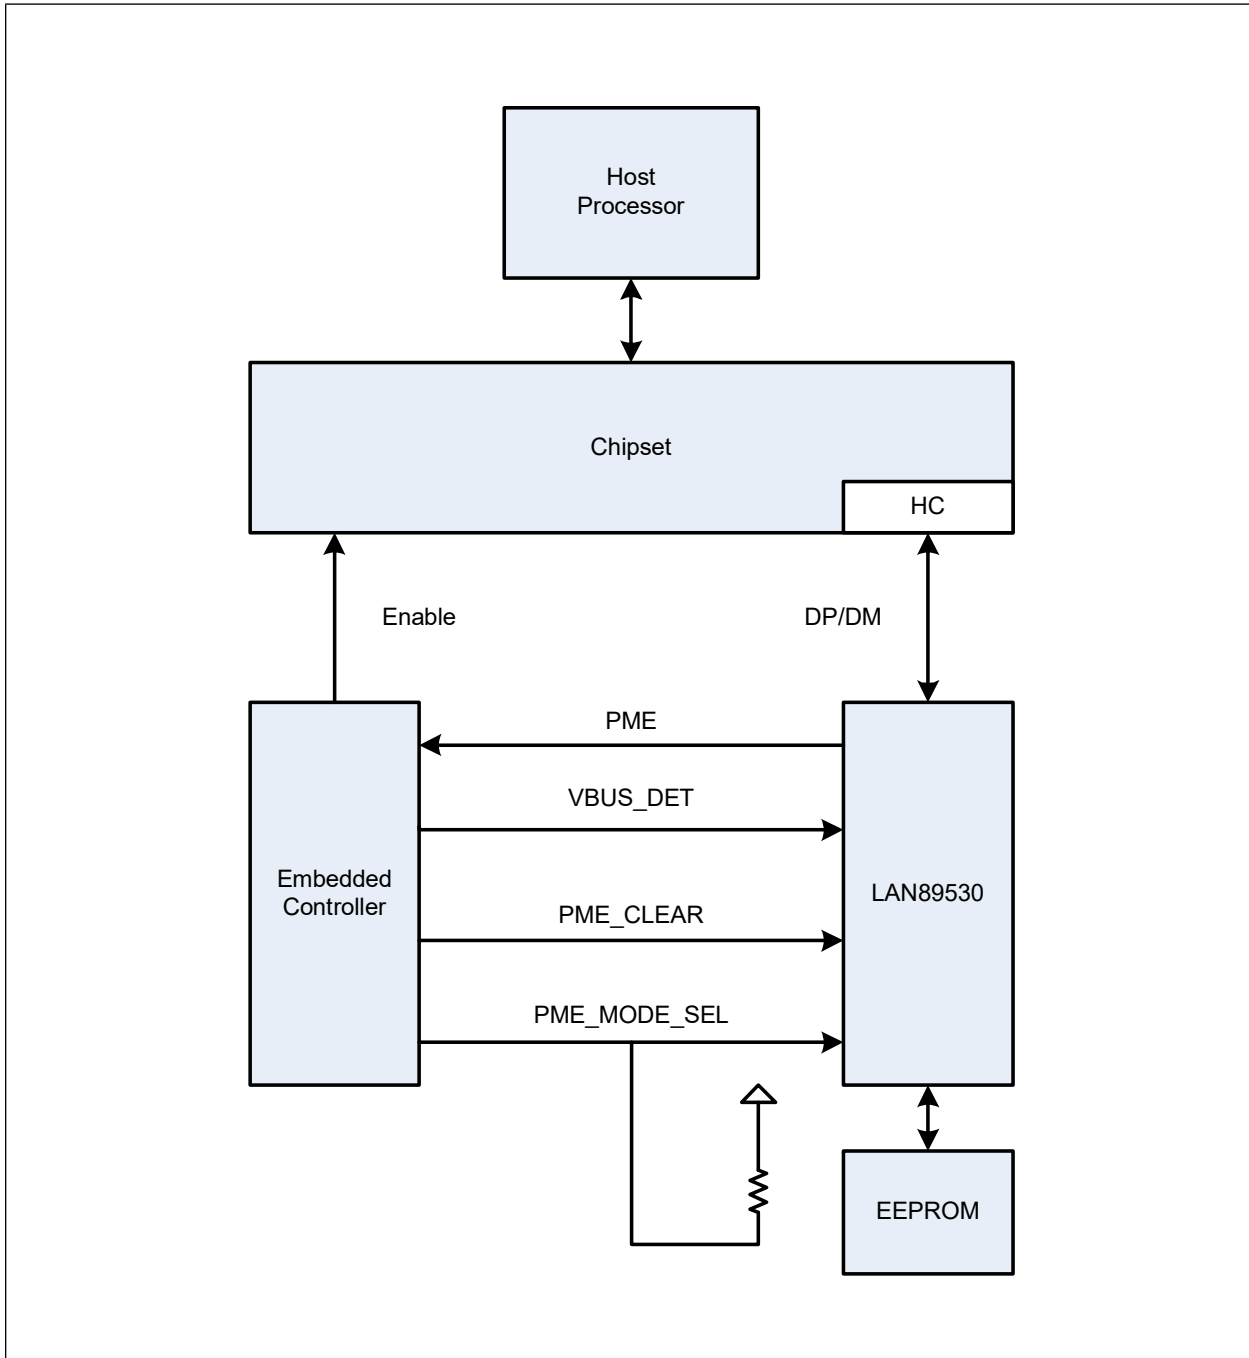 Host
Processor
Chipset
HC
Enable
DP/DM
PME
VBUS_DET
Embedded
Controller
LAN89530
PME_CLEAR
PME_MODE_SEL
EEPROM